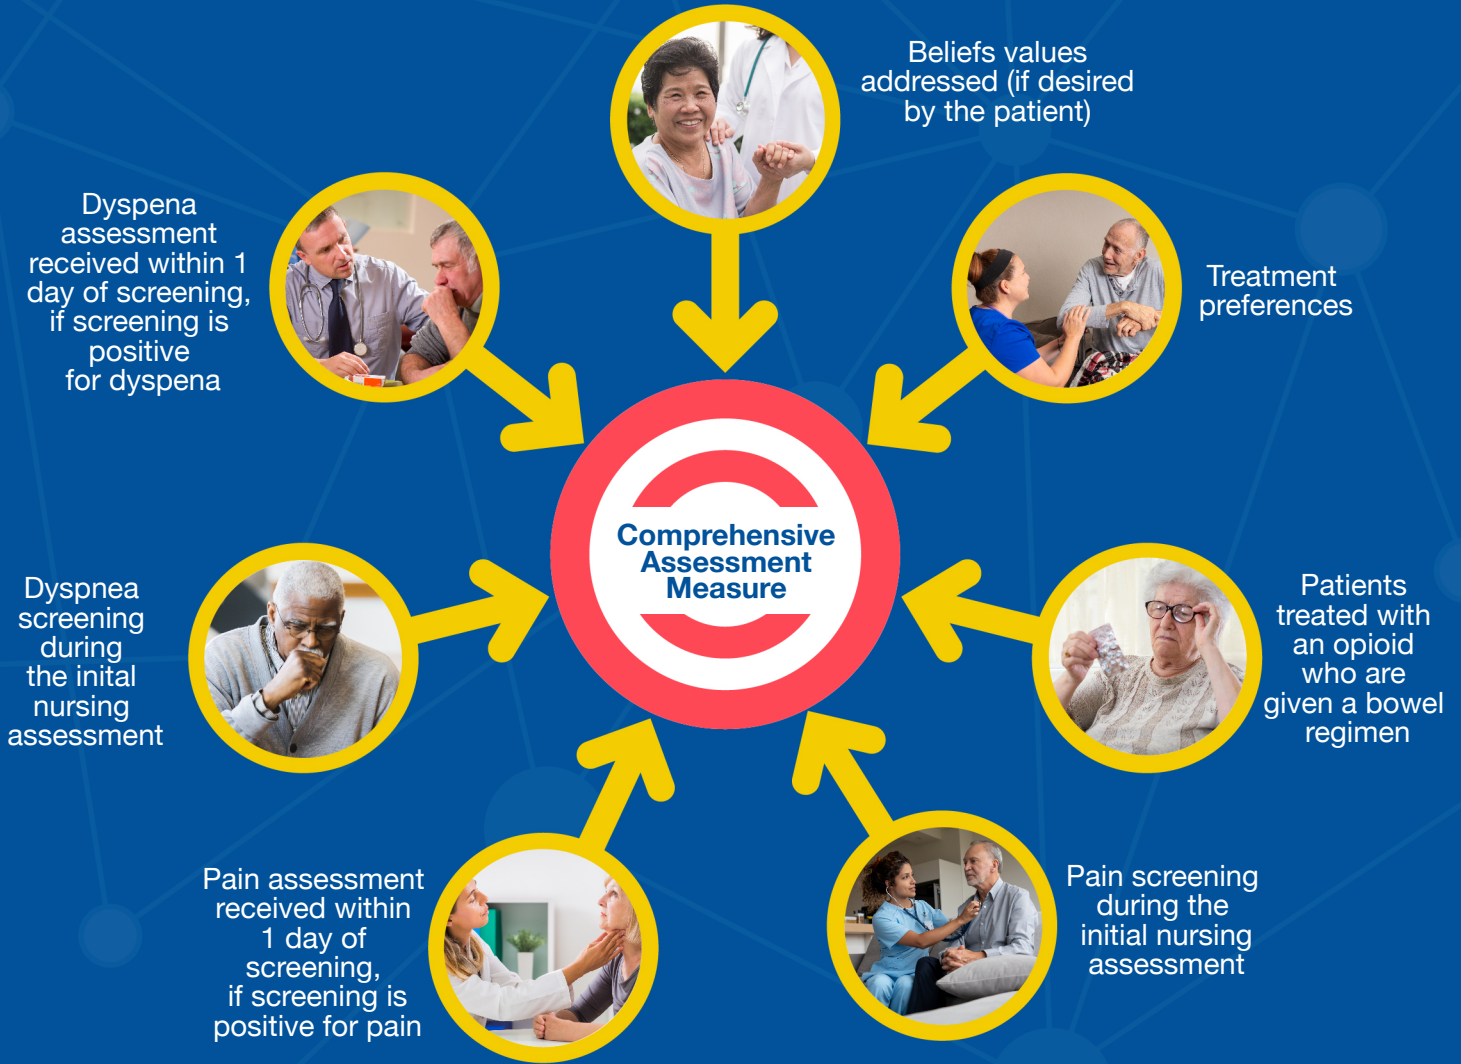 Beliefs values
addressed (if desired
by the patient)
Treatment
preferences
Patients
treated with
an opioid
who are
given a bowel
regimen
Pain screening
during the
initial nursing
assessment
Pain assessment
received within
1 day of
screening,
if screening is
positive for pain
Dyspnea
screening
during
the inital
nursing
assessment
Dyspena
assessment
received within 1
day of screening,
if screening is
positive
for dyspena
Comprehensive
Assessment
Measure